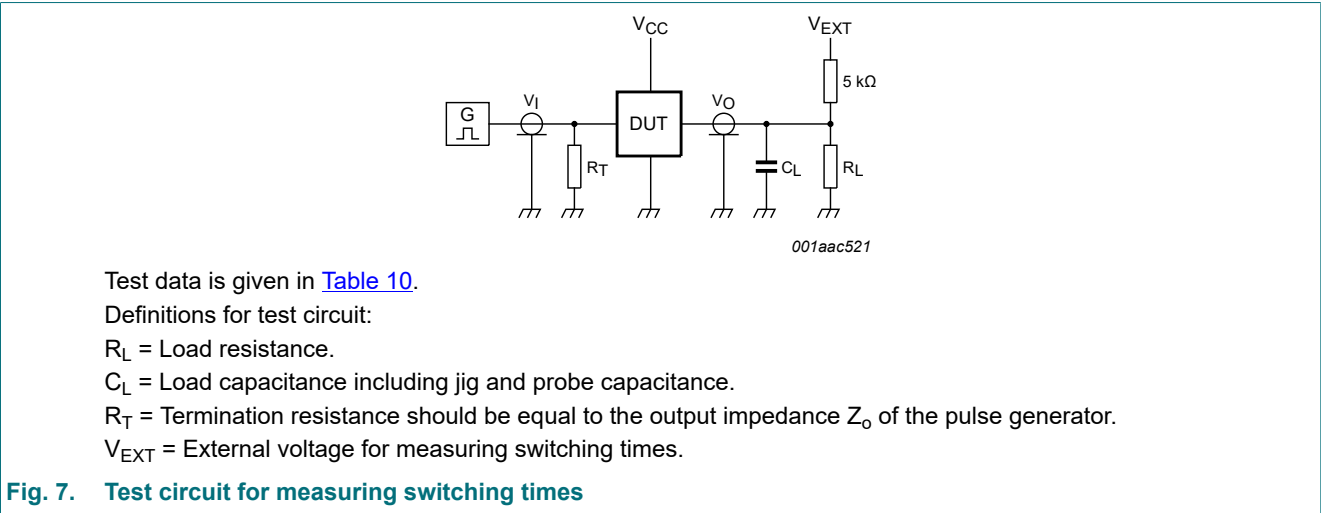 VCC VEXT
5 kΩ
G VI DUT VO
RT CL RL
001aac521
Test data is given in Table 10.
Definitions for test circuit:
RL = Load resistance.
CL = Load capacitance including jig and probe capacitance.
RT = Termination resistance should be equal to the output impedance Zo of the pulse generator.
VEXT = External voltage for measuring switching times.
Fig. 7. Test circuit for measuring switching times